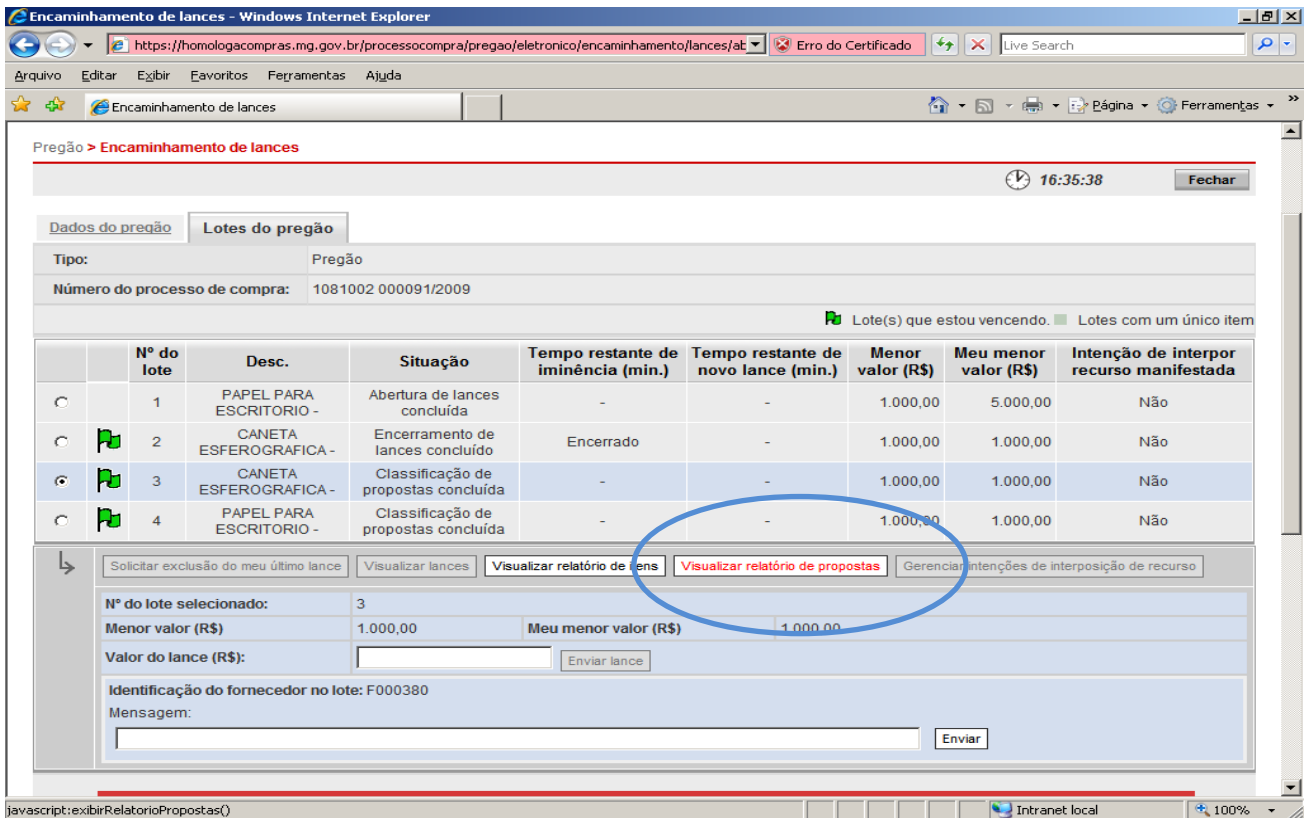 Encaminhamento de lances - Windows Internet Explorer
https://homologacompras.mg.gov.br/processocompra/pregao/eletronico/encaminhamento/lances/ab Erro do Certificado Live Search
Arquivo Editar Exibir Favoritos Ferramentas Ajuda
Encaminhamento de lances Página Ferramentas »
Pregão > Encaminhamento de lances
16:35:38 Fechar
Dados do pregão Lotes do pregão
Tipo: Pregão
Número do processo de compra: 1081002 000091/2009
Lote(s) que estou vencendo. Lotes com um único item
Nº do lote Desc. Situação Tempo restante de iminência (min.) Tempo restante de novo lance (min.) Menor valor (R$) Meu menor valor (R$) Intenção de interpor recurso manifestada
1 PAPEL PARA ESCRITORIO - Abertura de lances concluída - - 1.000,00 5.000,00 Não
2 CANETA ESFEROGRAFICA - Encerramento de lances concluído Encerrado - 1.000,00 1.000,00 Não
3 CANETA ESFEROGRAFICA - Classificação de propostas concluída - - 1.000,00 1.000,00 Não
4 PAPEL PARA ESCRITORIO - Classificação de propostas concluída - - 1.000,00 1.000,00 Não
Solicitar exclusão do meu último lance Visualizar lances Visualizar relatório de itens Visualizar relatório de propostas Gerenciar intenções de interposição de recurso
Nº do lote selecionado: 3
Menor valor (R$) 1.000,00 Meu menor valor (R$) 1.000,00
Valor do lance (R$): Enviar lance
Identificação do fornecedor no lote: F000380
Mensagem:
Enviar
javascript:exibirRelatorioPropostas() Intranet local 100%